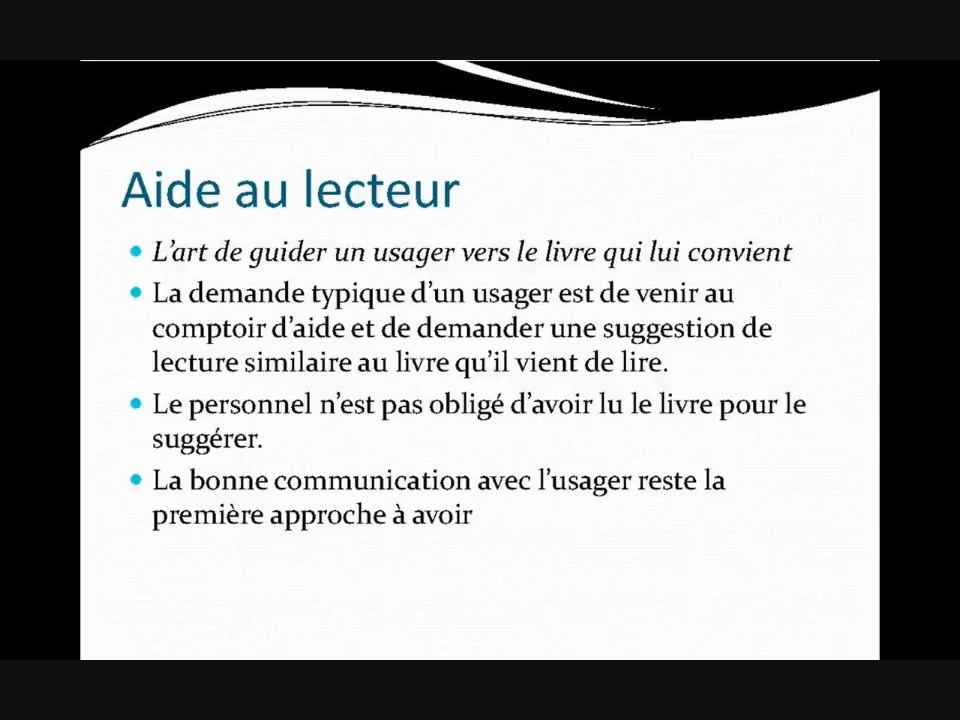 Aide au lecteur
L’art de guider un usager vers le livre qui lui convient
La demande typique d’un usager est de venir au
comptoir d’aide et de demander une suggestion de
lecture similaire au livre qu’il vient de lire.
Le personnel n’est pas obligé d’avoir lu le livre pour le
suggérer.
La bonne communication avec l’usager reste la
première approche à avoir